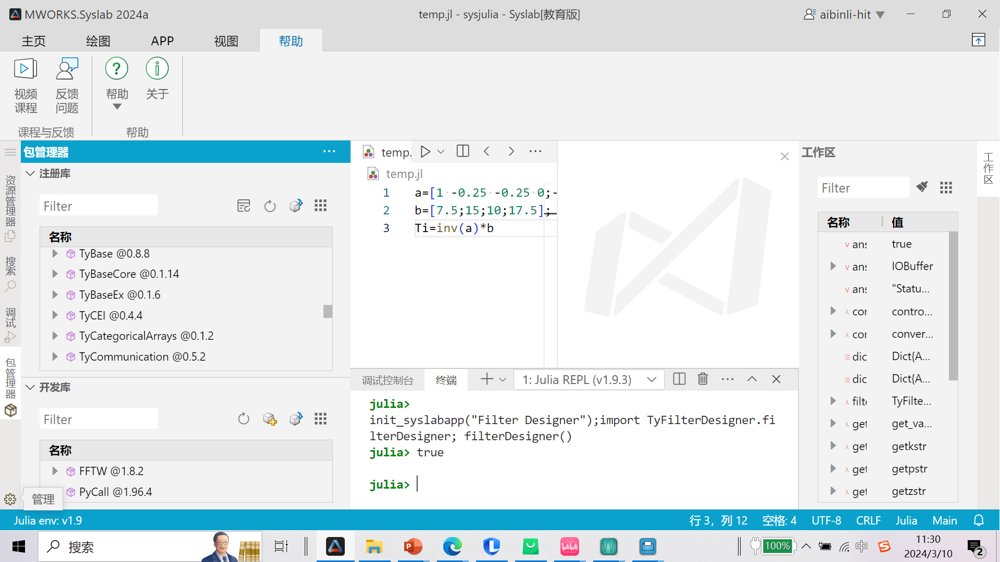 MWORKS.Syslab 2024a
temp.jl - sysjulia - Syslab[教育版]
aibinli-hit
主页
绘图
APP
视图
帮助
视频
课程
反馈
问题
帮助
关于
课程与反馈
帮助
资源管理器
搜索
调试
包管理器
包管理器
注册库
Filter
名称
TyBase @0.8.8
TyBaseCore @0.1.14
TyBaseEx @0.1.6
TyCEI @0.4.4
TyCategoricalArrays @0.1.2
TyCommunication @0.5.2
开发库
Filter
名称
FFTW @1.8.2
PyCall @1.96.4
管理
temp.
temp.jl
1 a=[1 -0.25 -0.25 0;-
2 b=[7.5;15;10;17.5];
3 Ti=inv(a)*b
调试控制台
终端
1: Julia REPL (v1.9.3)
julia>
init_syslabapp("Filter Designer");import TyFilterDesigner.fi
lterDesigner; filterDesigner()
julia> true
julia>
工作区
Filter
名称 值
ans true
ans IOBuffer
ans "Statu...
cor contro...
cor conver...
dic Dict{A...
dic Dict{A...
filte TyFilte...
get get_va...
get getkstr
get getpstr
get getzstr
工作区
Julia env: v1.9
行 3，列 12
空格: 4
UTF-8
CRLF
Julia
Main
搜索
bilibili
100%
中
11:30
2024/3/10
2